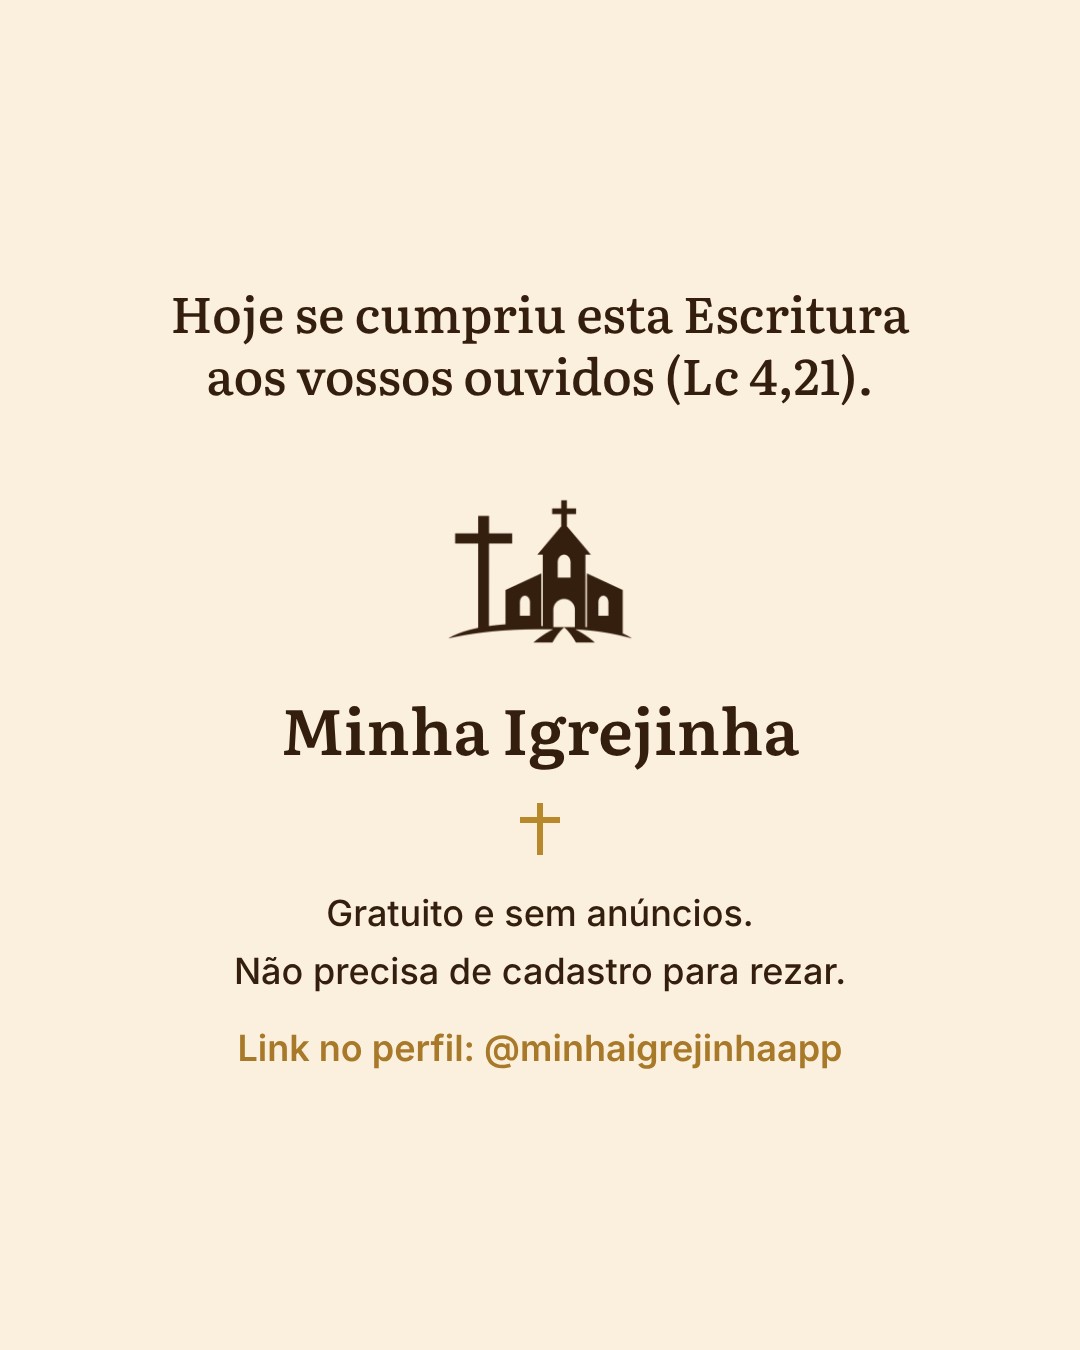 Hoje se cumpriu esta Escritura
aos vossos ouvidos (Lc 4,21).
Minha Igrejinha
Gratuito e sem anúncios.
Não precisa de cadastro para rezar.
Link no perfil: @minhaigrejinhaapp